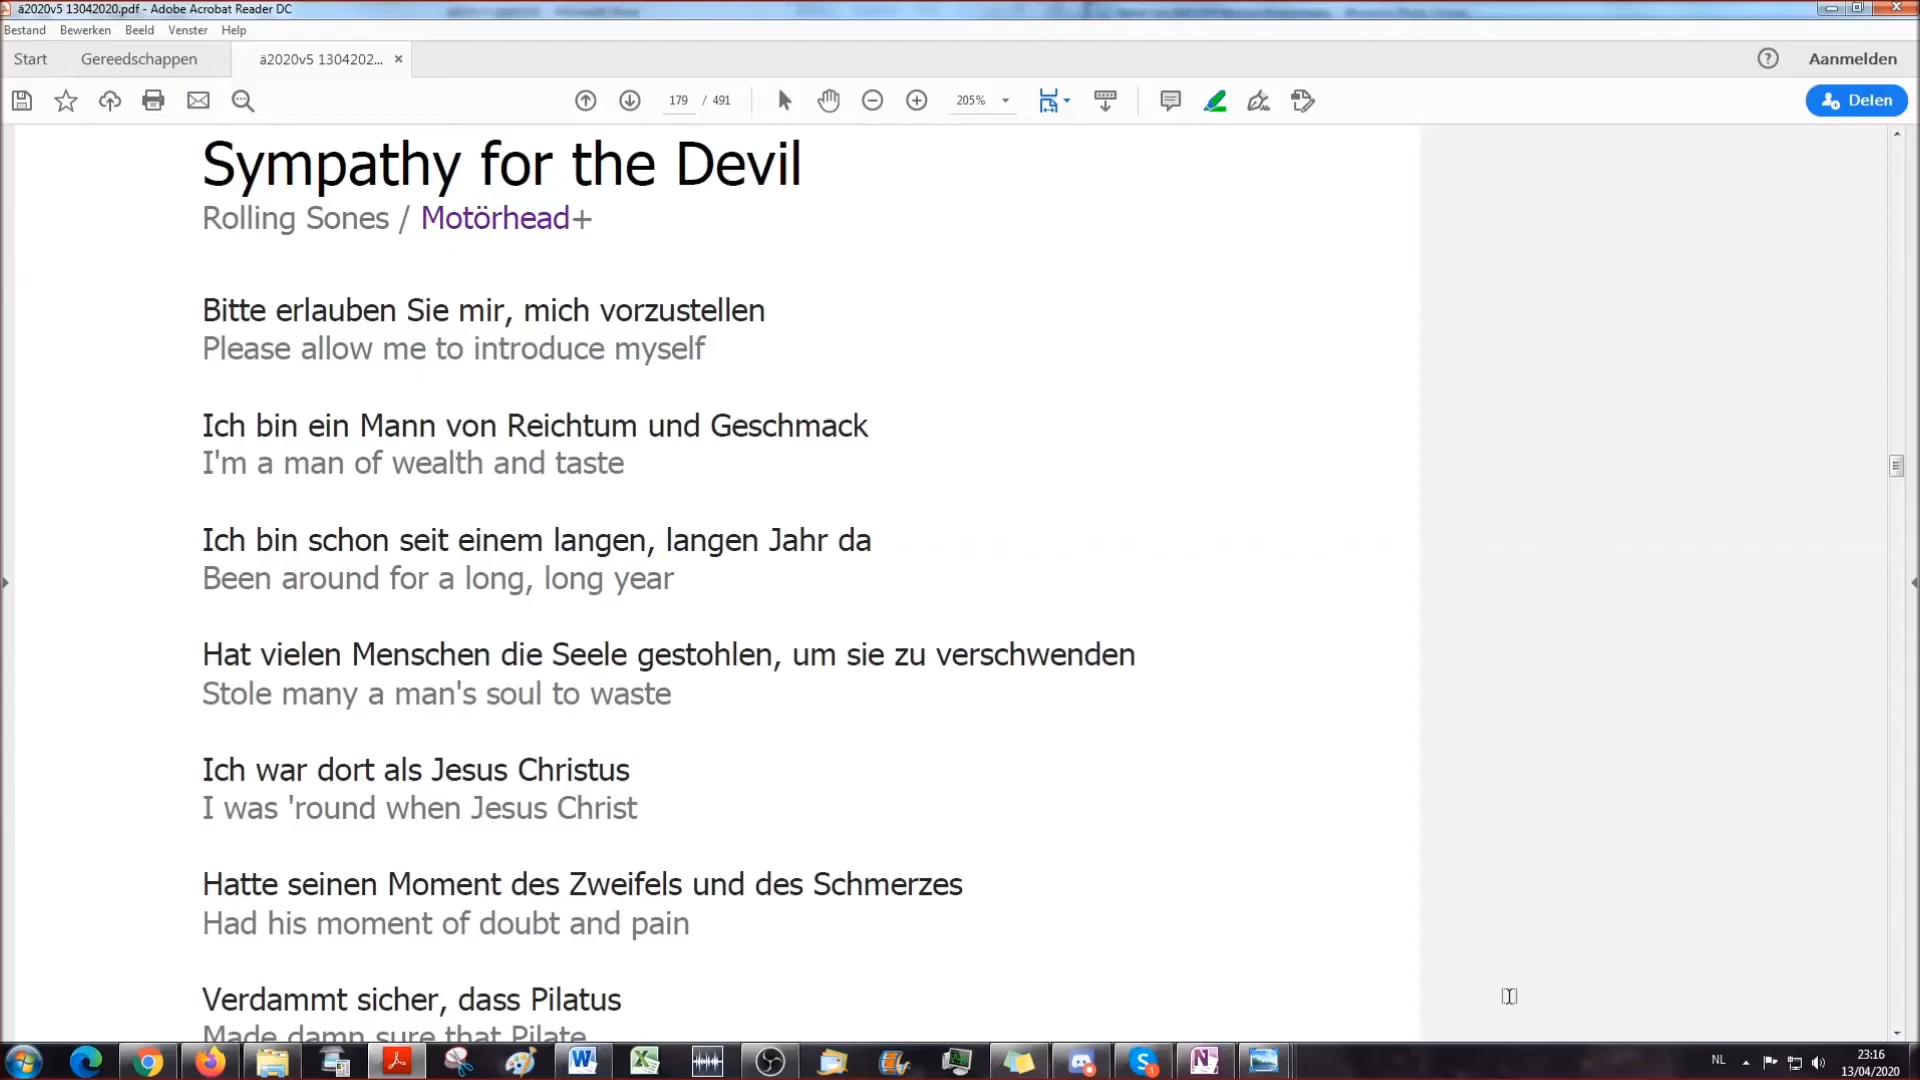 ä2020v5 13042020.pdf - Adobe Acrobat Reader DC
Bestand Bewerken Beeld Venster Help
Start Gereedschappen ä2020v5 1304202... × ? Aanmelden
179 / 491 205% Delen
Sympathy for the Devil
Rolling Sones / Motörhead+
Bitte erlauben Sie mir, mich vorzustellen
Please allow me to introduce myself
Ich bin ein Mann von Reichtum und Geschmack
I'm a man of wealth and taste
Ich bin schon seit einem langen, langen Jahr da
Been around for a long, long year
Hat vielen Menschen die Seele gestohlen, um sie zu verschwenden
Stole many a man's soul to waste
Ich war dort als Jesus Christus
I was 'round when Jesus Christ
Hatte seinen Moment des Zweifels und des Schmerzes
Had his moment of doubt and pain
Verdammt sicher, dass Pilatus
Made damn sure that Pilate
NL 23:16
13/04/2020